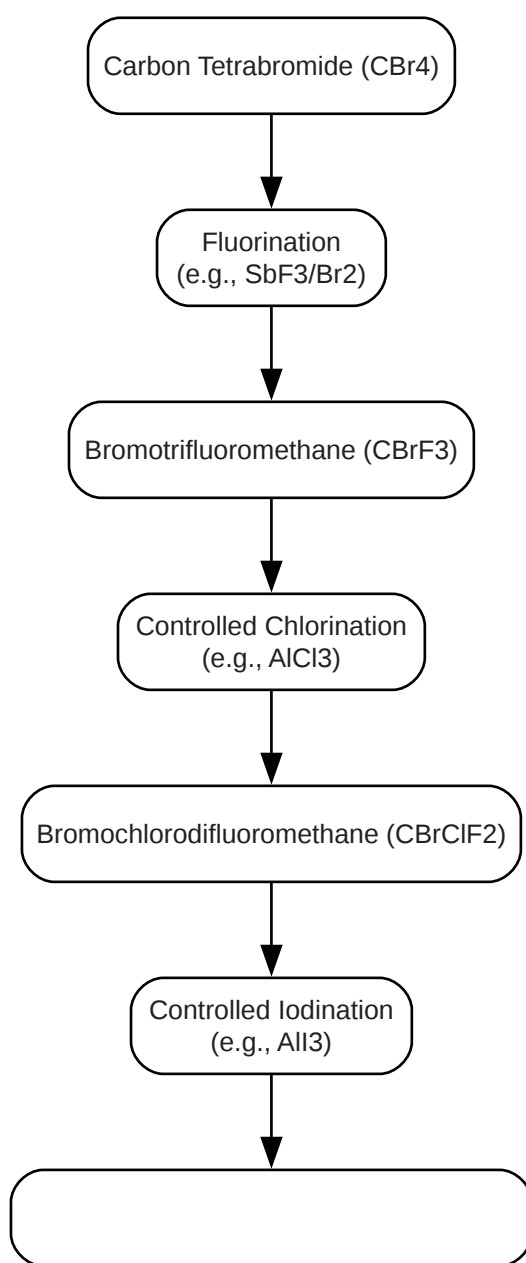 Carbon Tetrabromide (CBr4)
Fluorination
(e.g., SbF3/Br2)
Bromotrifluoromethane (CBrF3)
Controlled Chlorination
(e.g., AlCl3)
Bromochlorodifluoromethane (CBrClF2)
Controlled Iodination
(e.g., AlI3)